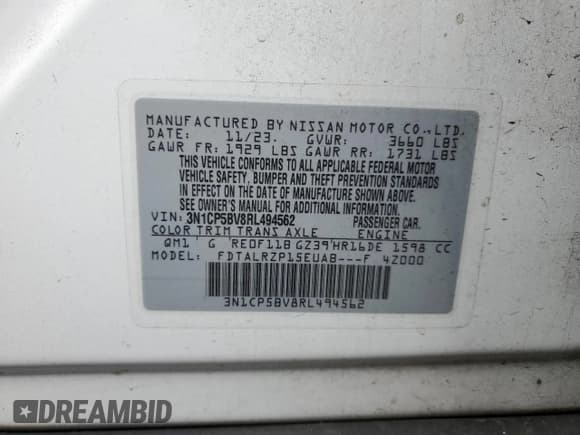 MANUFACTURED BY NISSAN MOTOR CO.,LTD.
DATE: 11/23. GVWR: 3660 LBS
GAWR FR: 1929 LBS GAWR RR: 1731 LBS
THIS VEHICLE CONFORMS TO ALL APPLICABLE FEDERAL MOTOR
VEHICLE SAFETY, BUMPER AND THEFT PREVENTION STANDARDS
IN EFFECT ON THE DATE OF MANUFACTURE SHOWN ABOVE.
SEE OWNER'S MANUAL FOR ADDITIONAL INFORMATION.
VIN: 3N1CP5BV8RL494562 PASSENGER CAR.
COLOR TRIM TRANS AXLE ENGINE
QM1 G RE0F11B GZ39 HR16DE 1598 CC
MODEL: FDTALRZP15EUAB---F 4Z000
3N1CP5BV8RL494562
DREAMBID